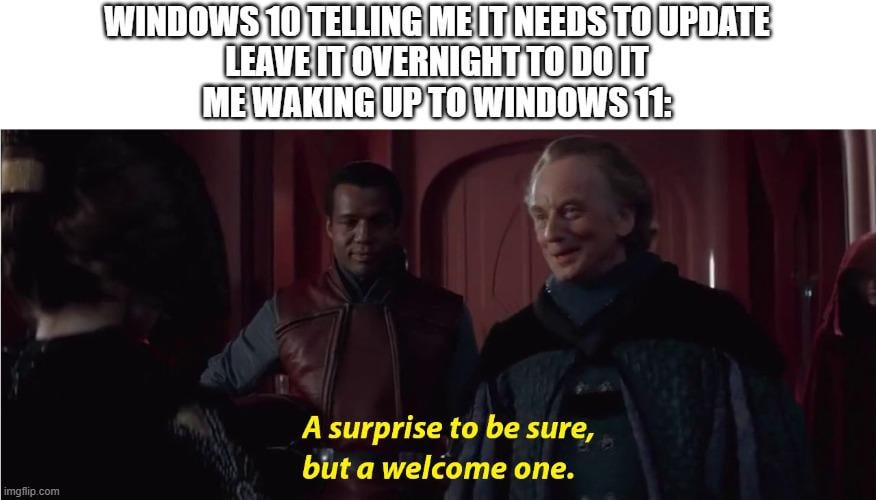 WINDOWS 10 TELLING ME IT NEEDS TO UPDATE
LEAVE IT OVERNIGHT TO DO IT
ME WAKING UP TO WINDOWS 11:
A surprise to be sure,
but a welcome one.
imgflip.com